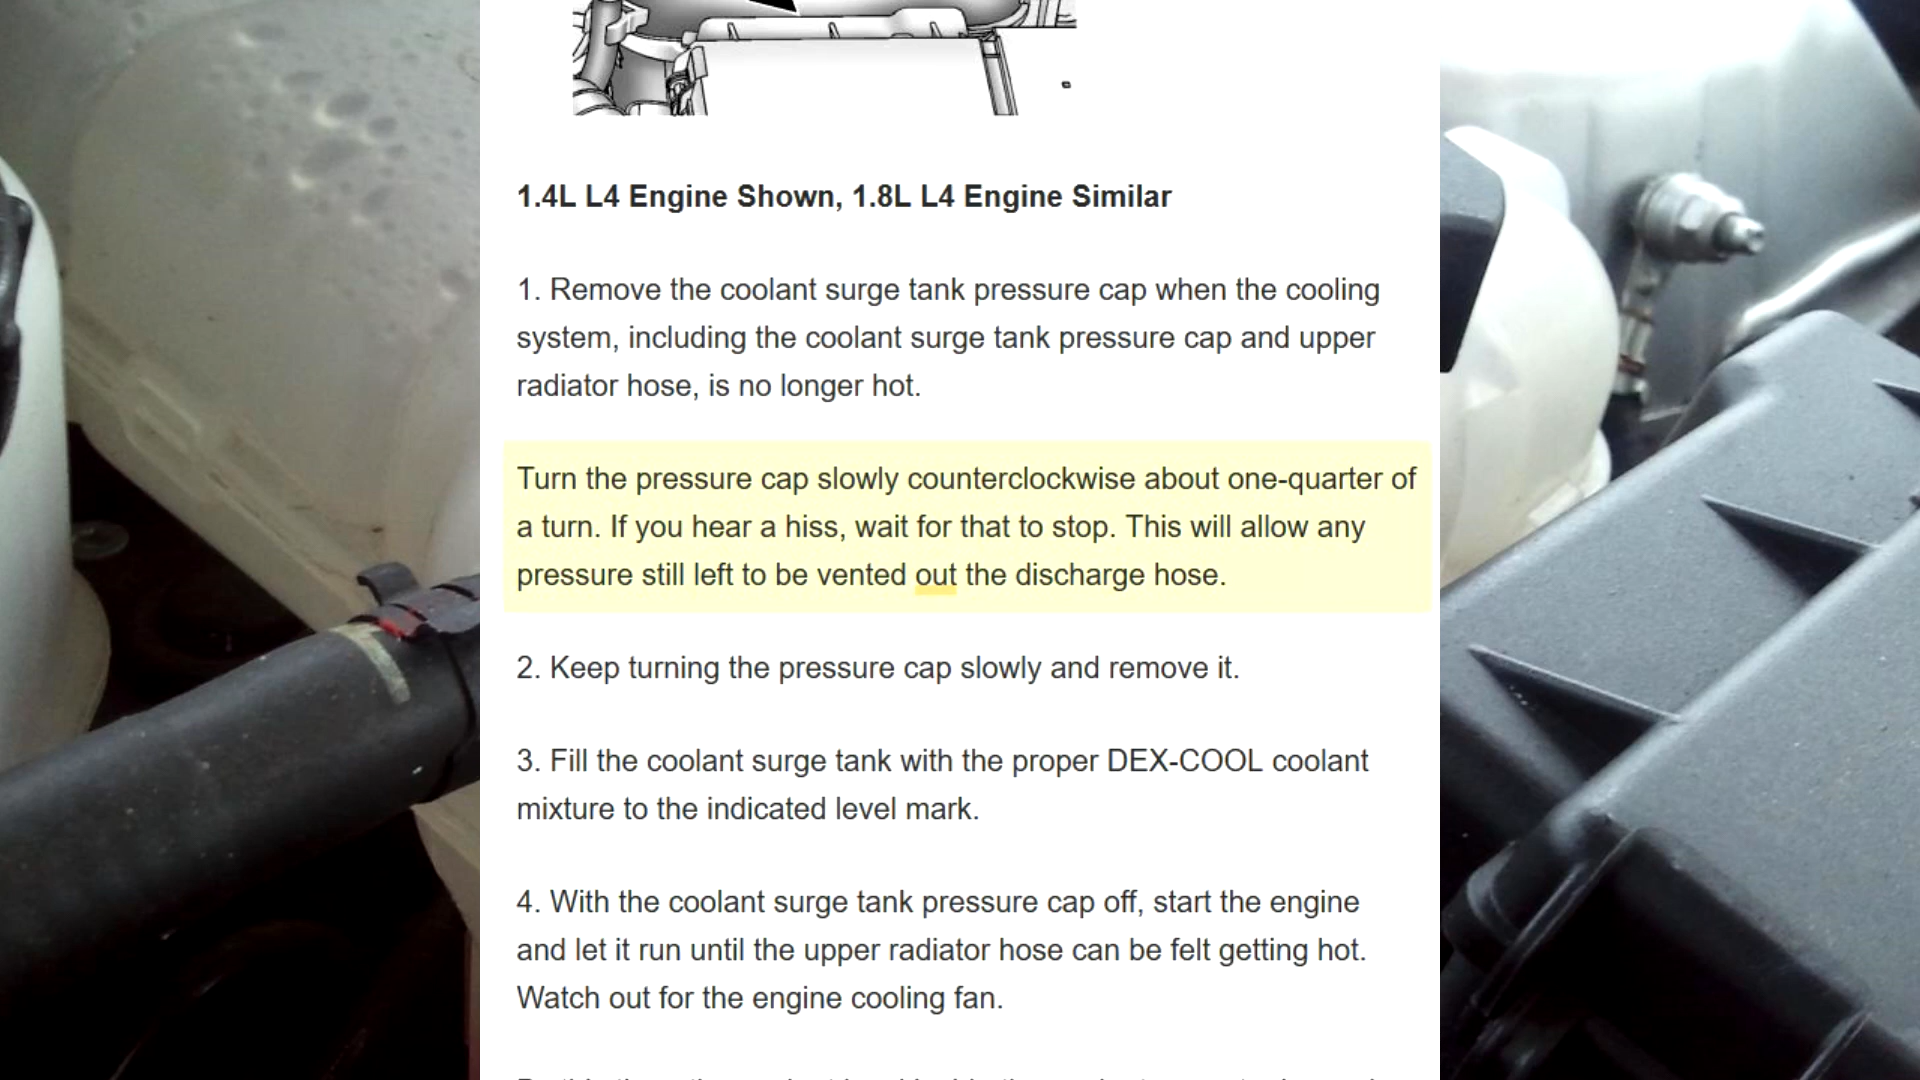 1.4L L4 Engine Shown, 1.8L L4 Engine Similar
1. Remove the coolant surge tank pressure cap when the cooling
system, including the coolant surge tank pressure cap and upper
radiator hose, is no longer hot.
Turn the pressure cap slowly counterclockwise about one-quarter of
a turn. If you hear a hiss, wait for that to stop. This will allow any
pressure still left to be vented out the discharge hose.
2. Keep turning the pressure cap slowly and remove it.
3. Fill the coolant surge tank with the proper DEX-COOL coolant
mixture to the indicated level mark.
4. With the coolant surge tank pressure cap off, start the engine
and let it run until the upper radiator hose can be felt getting hot.
Watch out for the engine cooling fan.